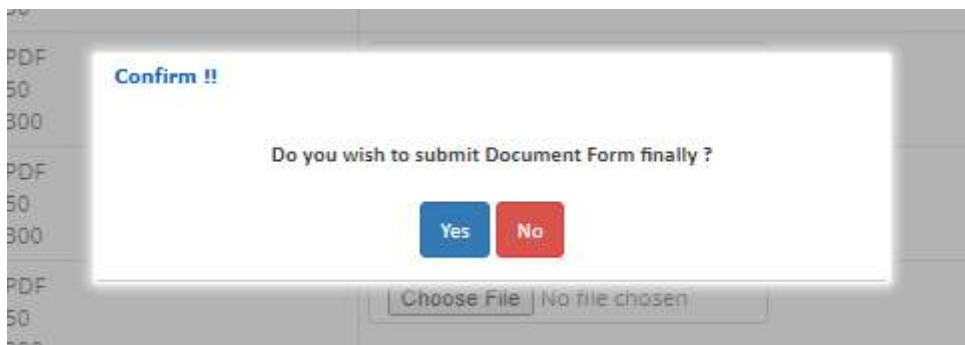 PDF
50
300
Confirm !!
Do you wish to submit Document Form finally ?
PDF
50
300
Yes No
PDF
Choose File No file chosen
50